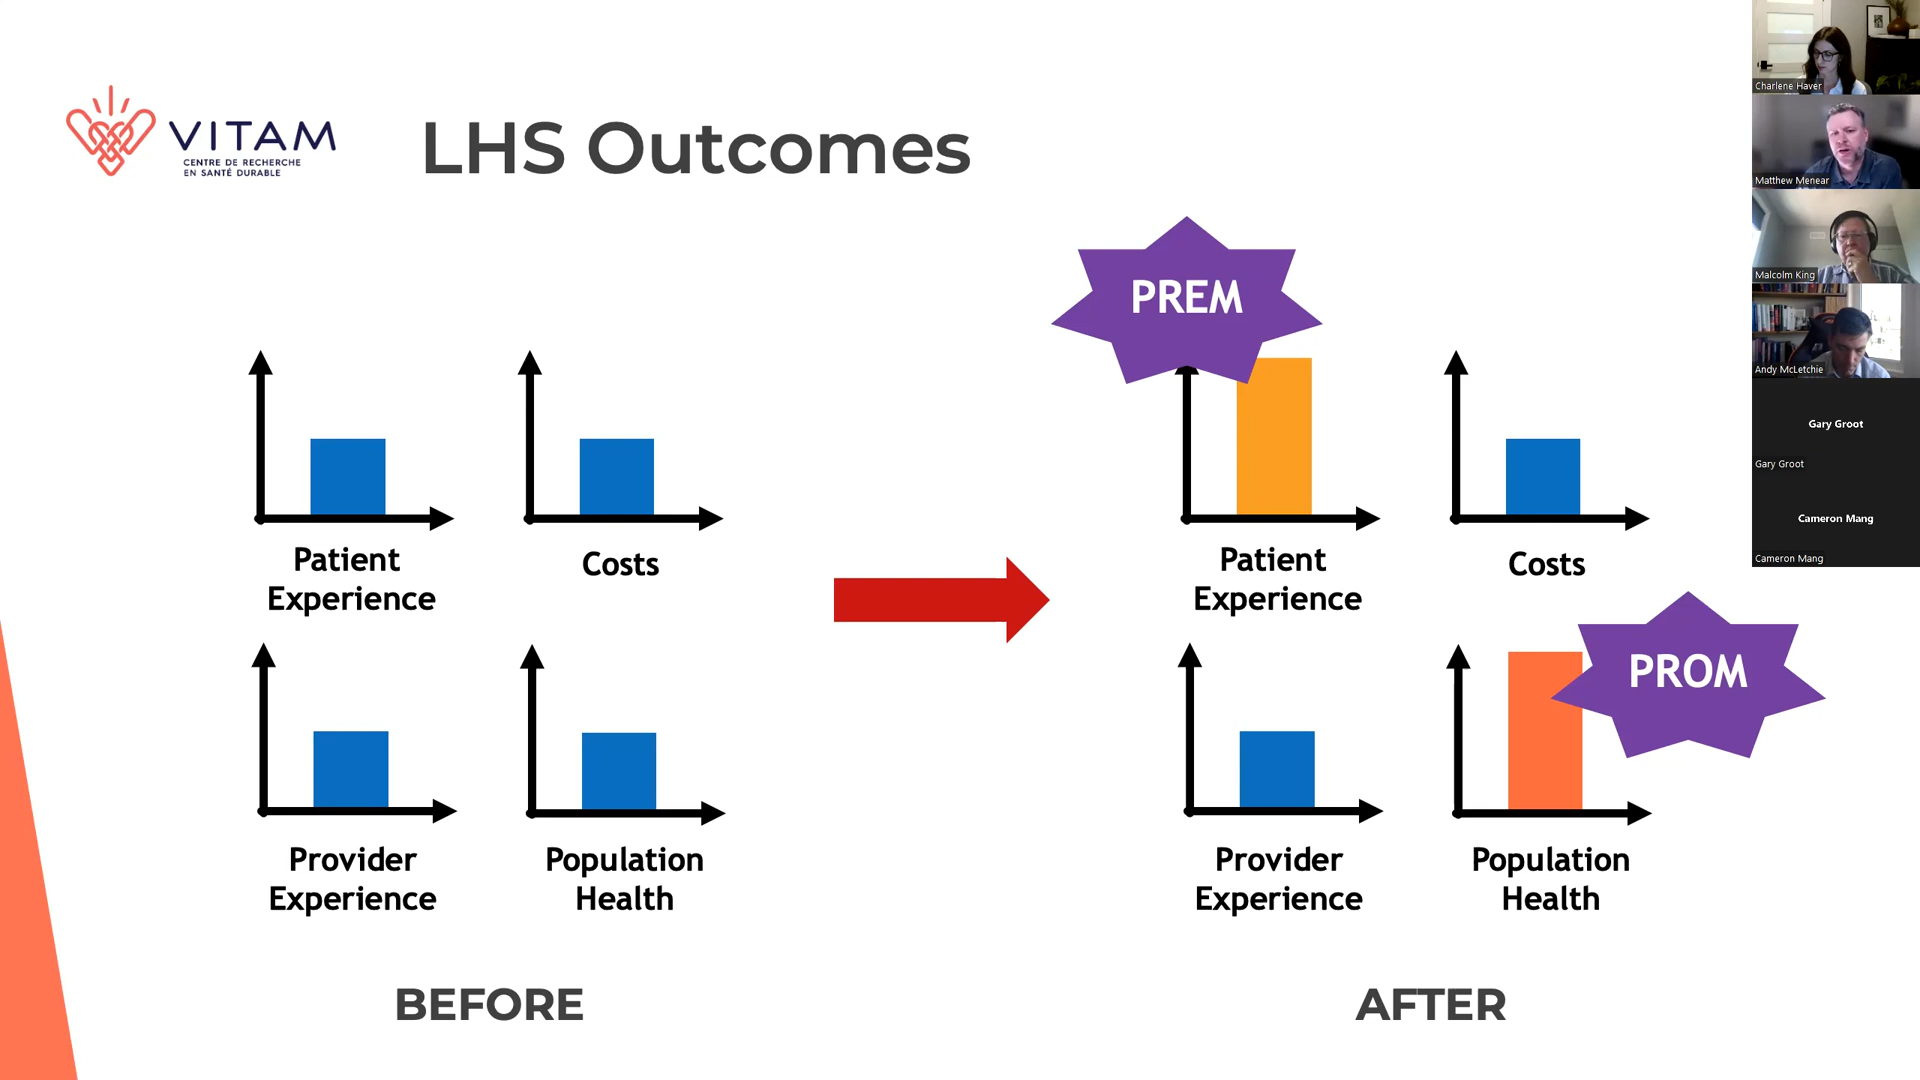 VITAM
CENTRE DE RECHERCHE
EN SANTÉ DURABLE
LHS Outcomes
Patient
Experience
Costs
Provider
Experience
Population
Health
BEFORE
PREM
Patient
Experience
Costs
PROM
Provider
Experience
Population
Health
AFTER
Charlene Haver
Matthew Menear
Malcolm King
Andy McLetchie
Gary Groot
Gary Groot
Cameron Mang
Cameron Mang